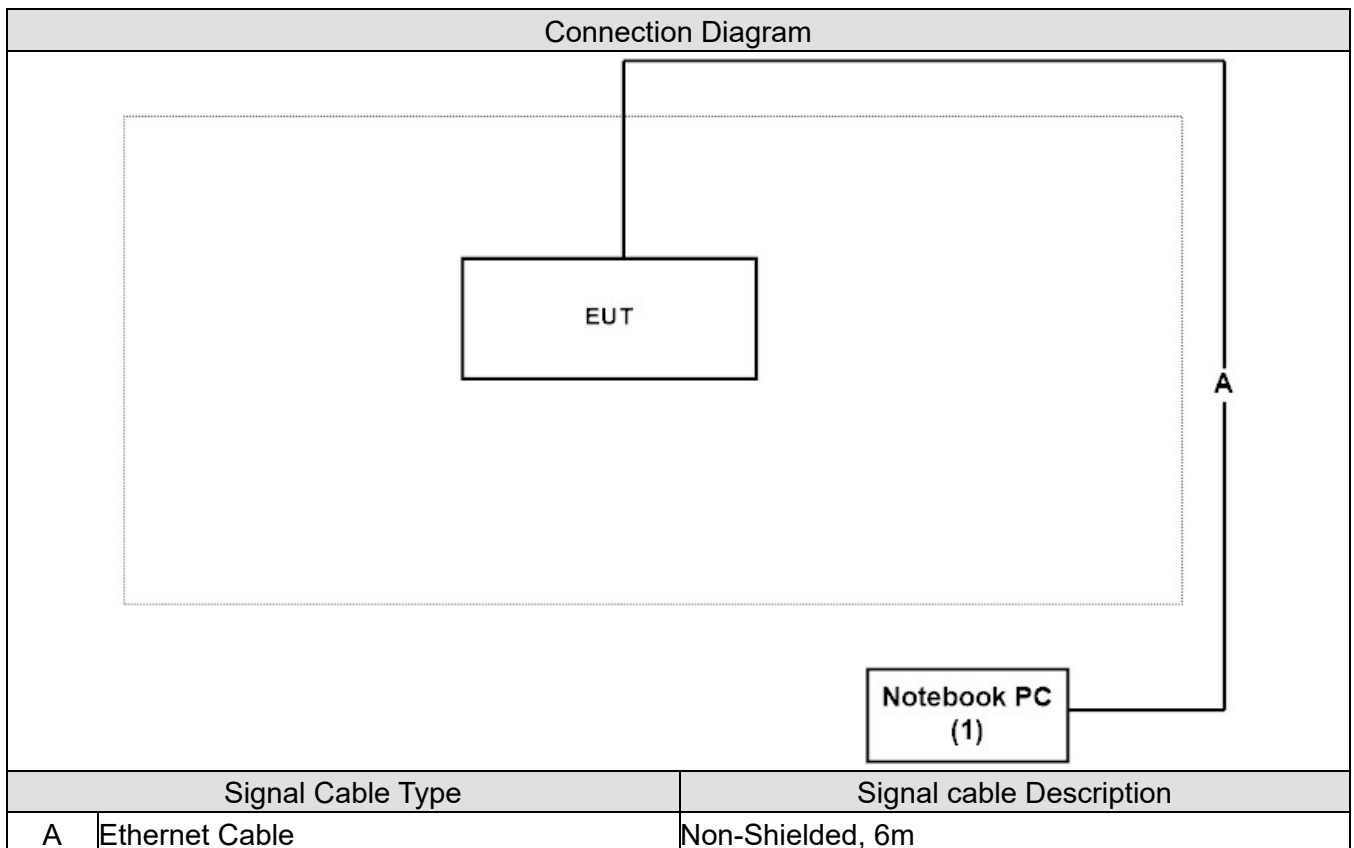 Connection Diagram
EUT
A
Notebook PC
(1)
Signal Cable Type Signal cable Description
A Ethernet Cable Non-Shielded, 6m